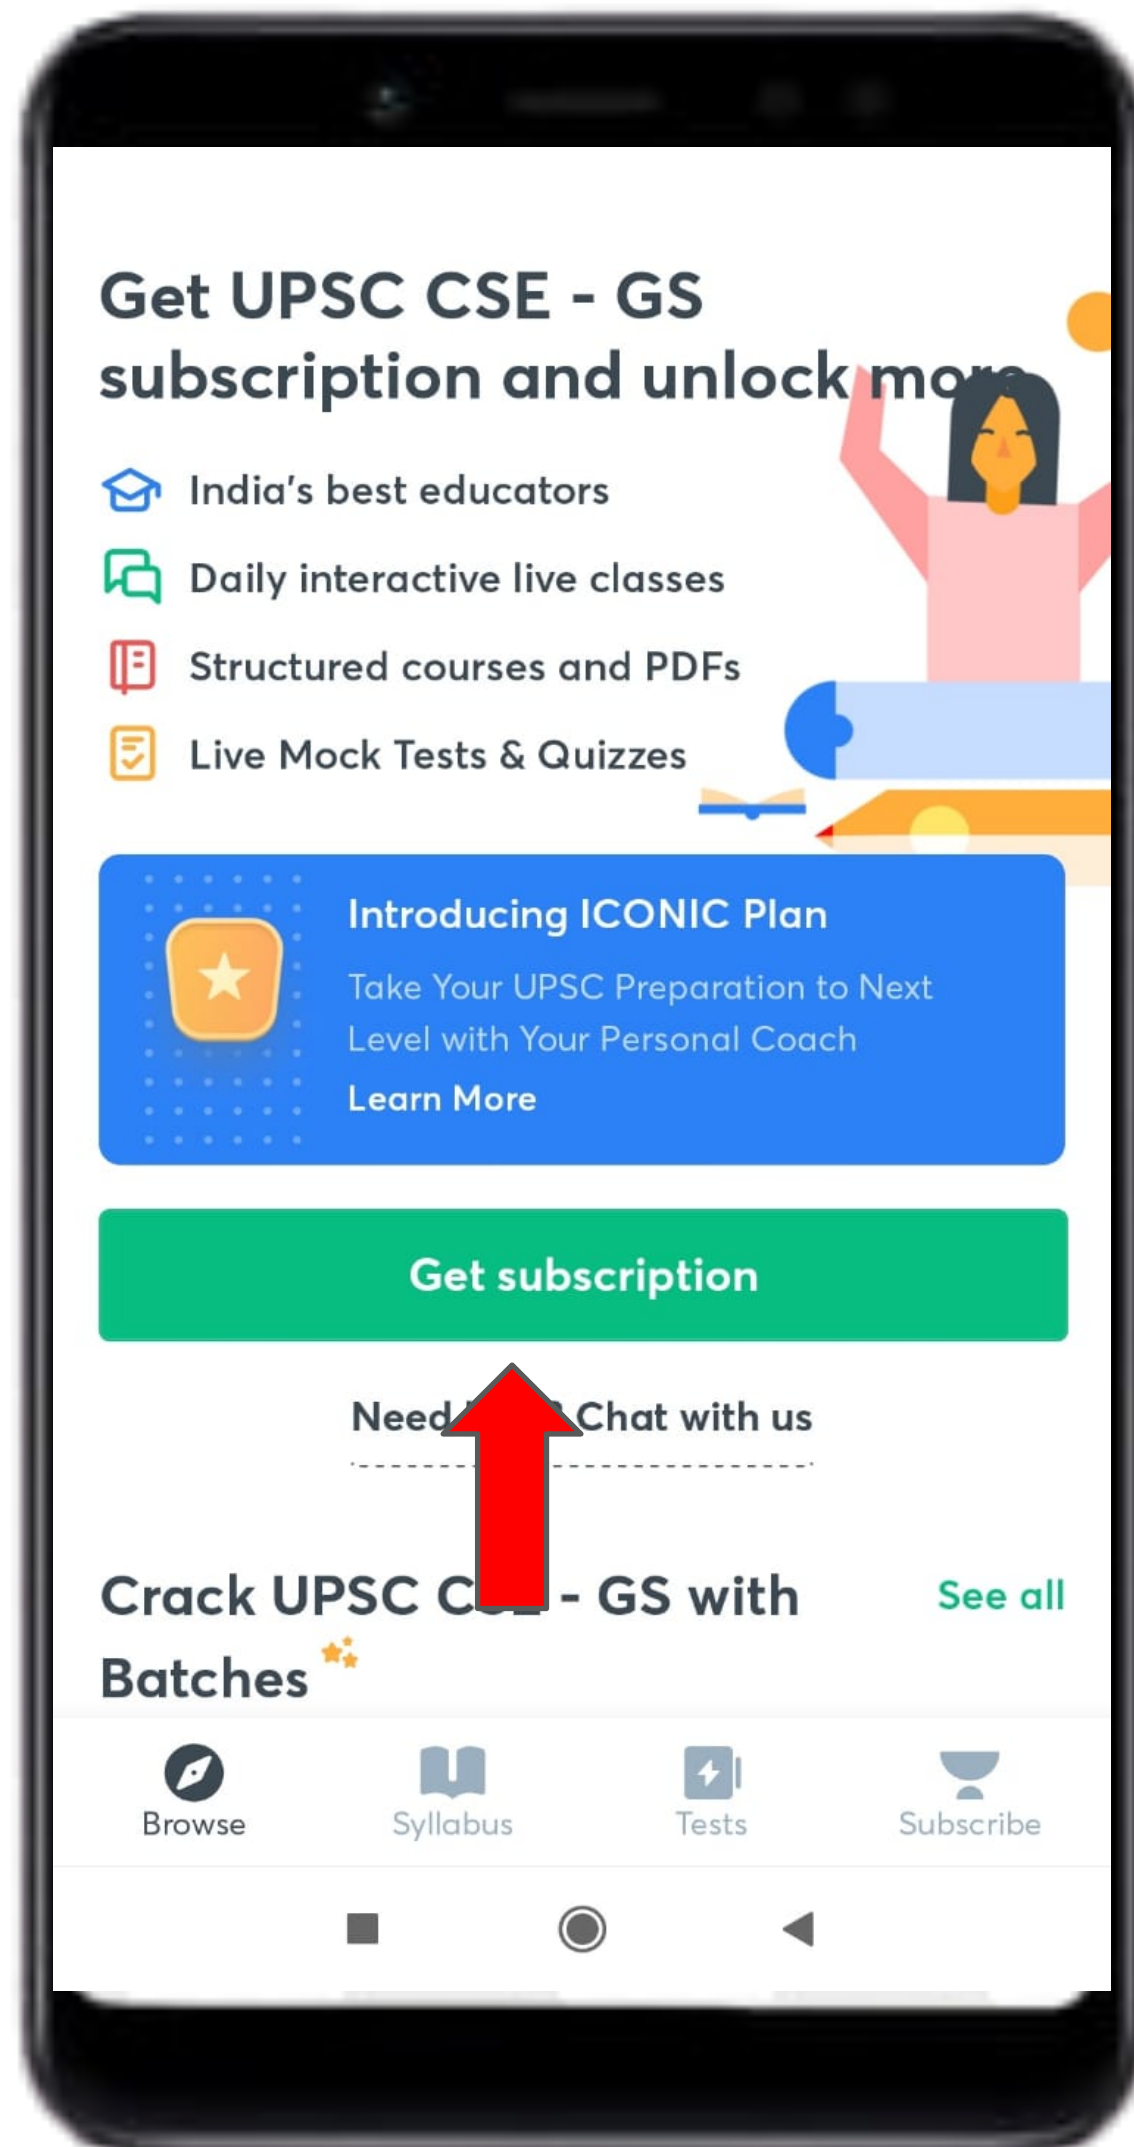 Get UPSC CSE - GS
subscription and unlock more
India's best educators
Daily interactive live classes
Structured courses and PDFs
Live Mock Tests & Quizzes
Introducing ICONIC Plan
Take Your UPSC Preparation to Next
Level with Your Personal Coach
Learn More
Get subscription
Need Chat with us
Crack UPSC CSE - GS with
See all
Batches
Browse
Syllabus
Tests
Subscribe